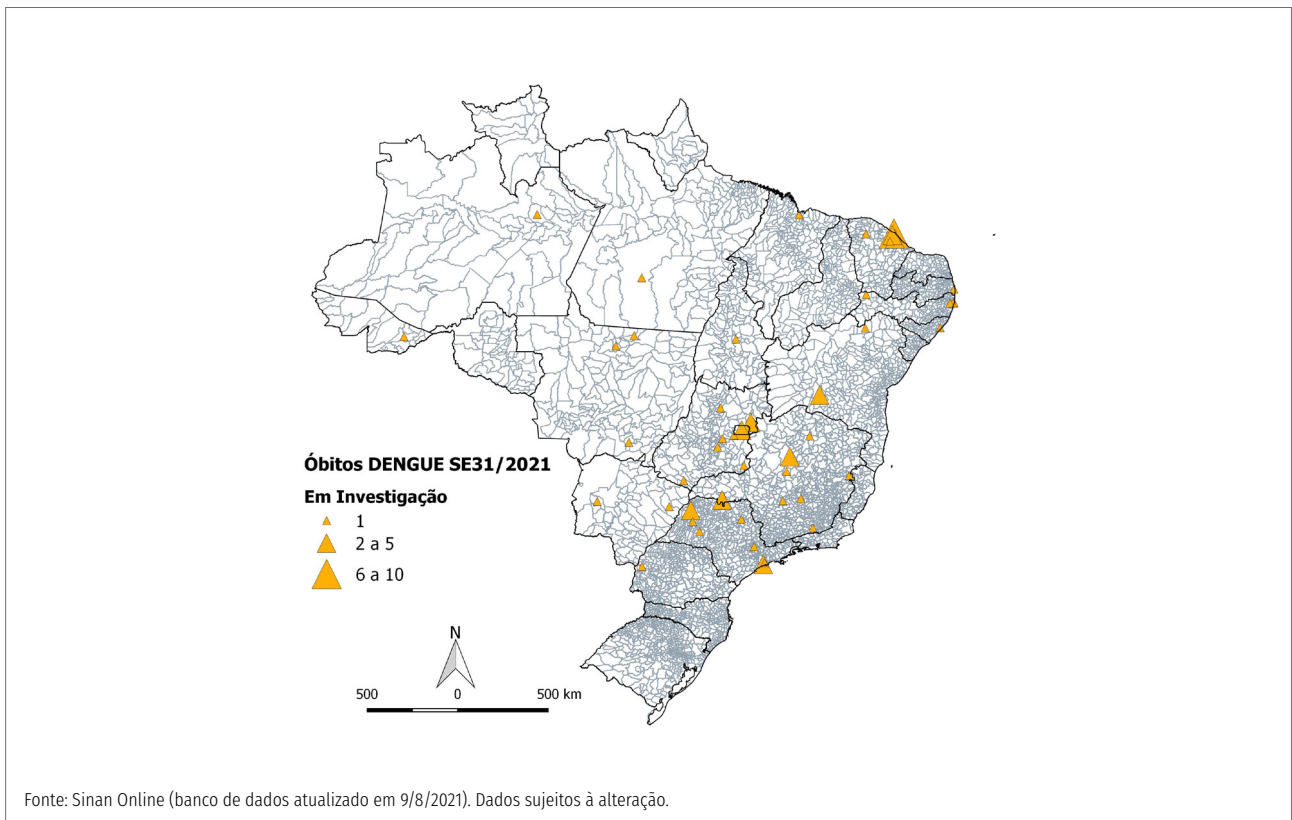 Óbitos DENGUE SE31/2021
Em Investigação
1
2 a 5
6 a 10
N
500 0 500 km
Fonte: Sinan Online (banco de dados atualizado em 9/8/2021). Dados sujeitos à alteração.